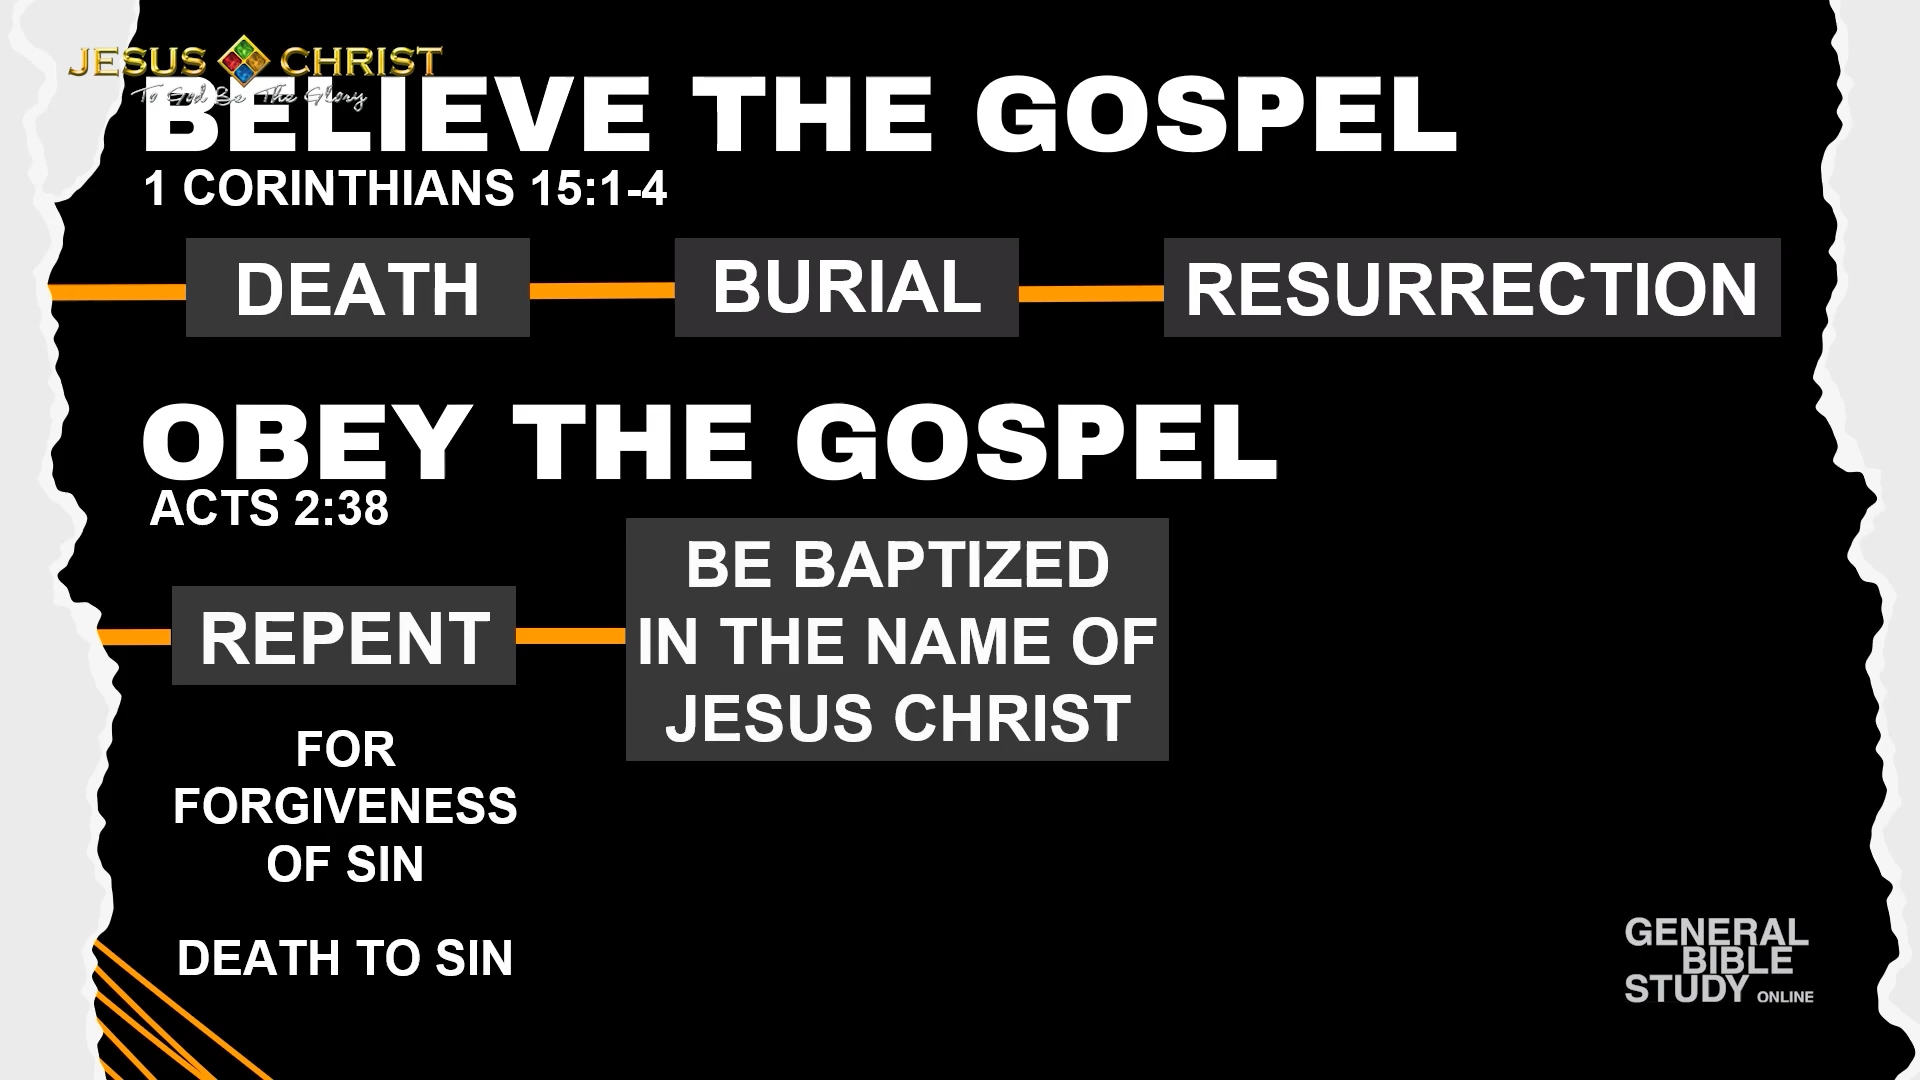 JESUS CHRIST
To God Be The Glory
BELIEVE THE GOSPEL
1 CORINTHIANS 15:1-4
DEATH
BURIAL
RESURRECTION
OBEY THE GOSPEL
ACTS 2:38
REPENT
BE BAPTIZED
IN THE NAME OF
JESUS CHRIST
FOR
FORGIVENESS
OF SIN
DEATH TO SIN
GENERAL
BIBLE
STUDY ONLINE